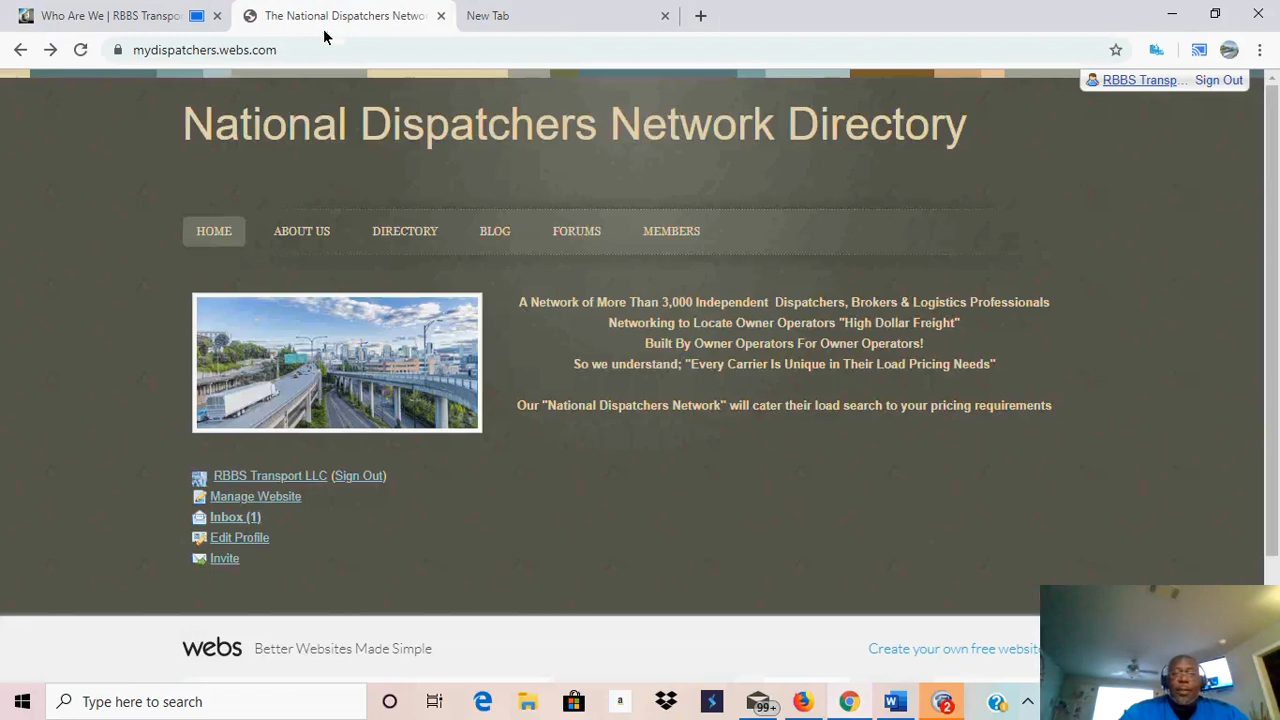 Who Are We | RBBS Transpo
The National Dispatchers Networ
New Tab
mydispatchers.webs.com
RBBS Transp... Sign Out
National Dispatchers Network Directory
HOME ABOUT US DIRECTORY BLOG FORUMS MEMBERS
A Network of More Than 3,000 Independent Dispatchers, Brokers & Logistics Professionals
Networking to Locate Owner Operators "High Dollar Freight"
Built By Owner Operators For Owner Operators!
So we understand; "Every Carrier Is Unique in Their Load Pricing Needs"
Our "National Dispatchers Network" will cater their load search to your pricing requirements
RBBS Transport LLC (Sign Out)
Manage Website
Inbox (1)
Edit Profile
Invite
webs Better Websites Made Simple
Create your own free website
Type here to search
a
99+
2